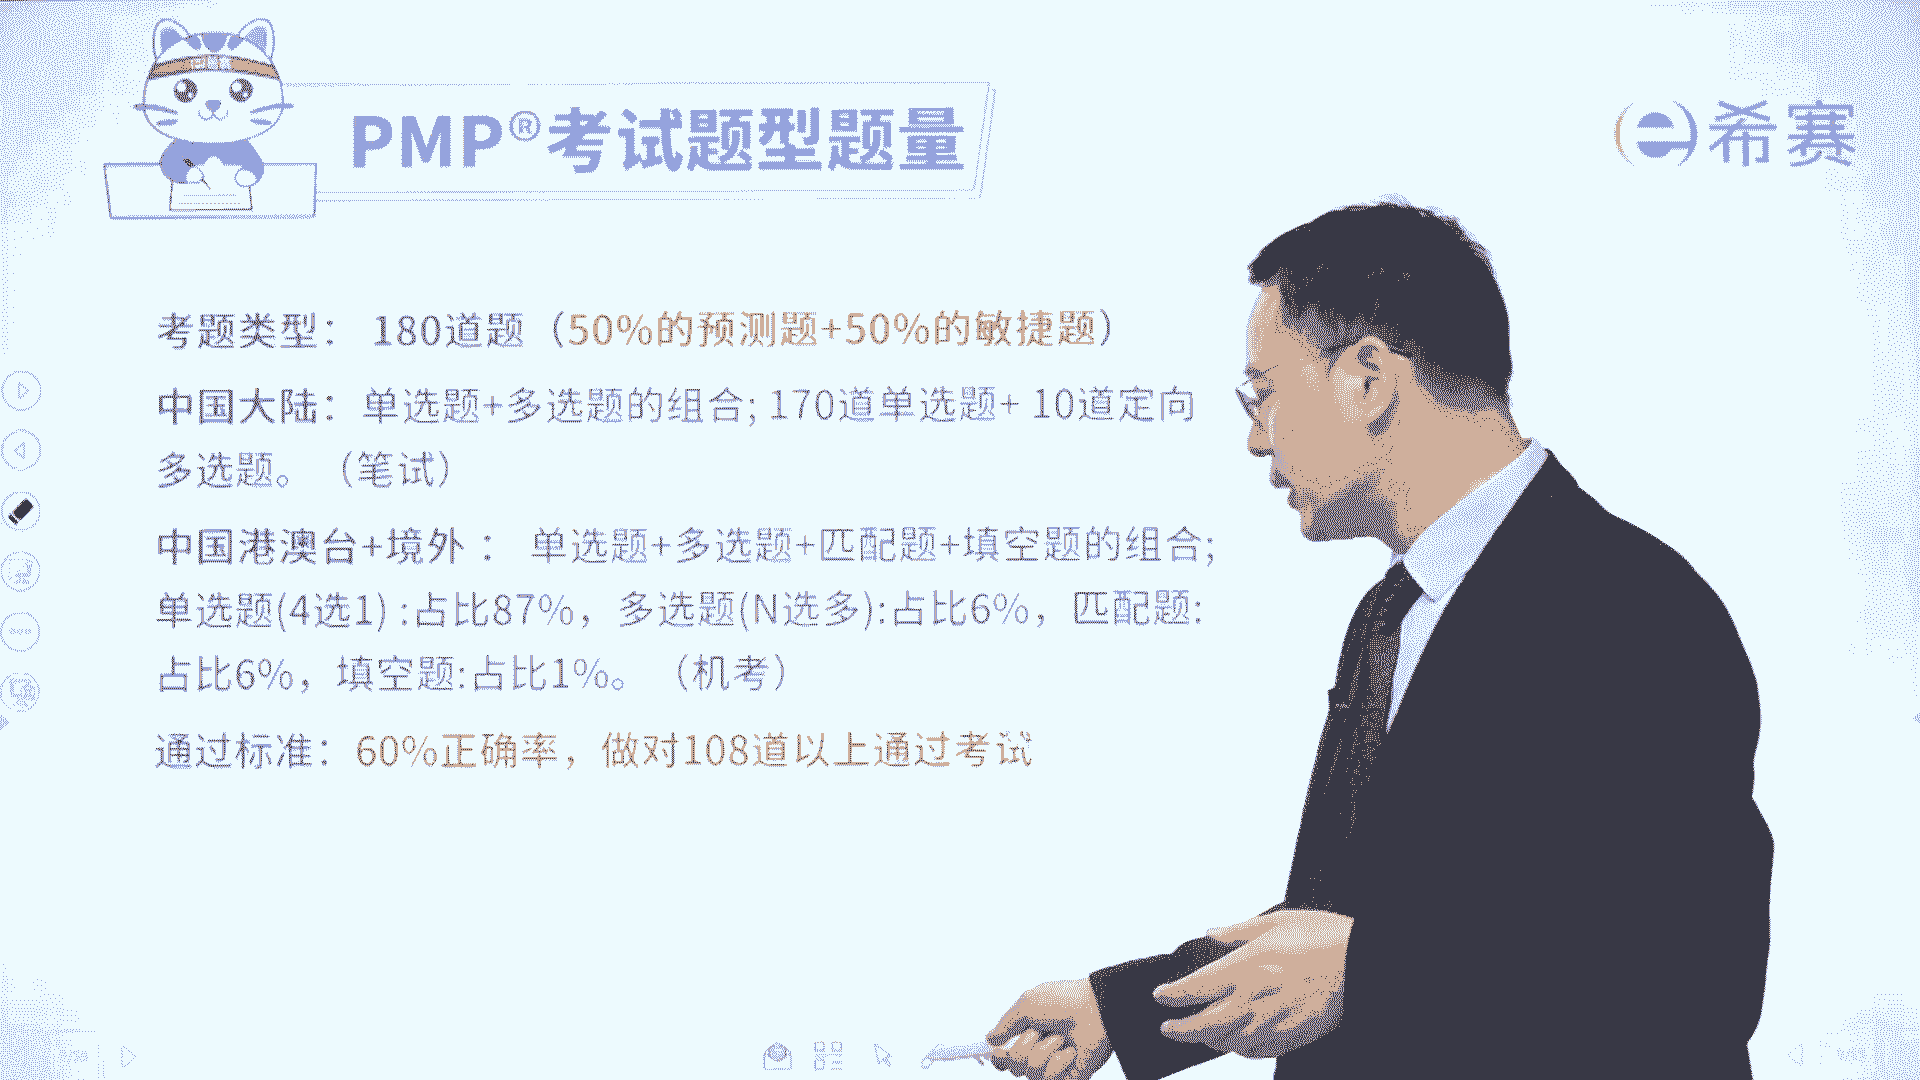 PMP®考试题型题量
希赛
考题类型： 180道题（50%的预测题+50%的敏捷题）
中国大陆：单选题+多选题的组合; 170道单选题+ 10道定向
多选题。（笔试）
中国港澳台+境外 ： 单选题+多选题+匹配题+填空题的组合;
单选题(4选1) :占比87%，多选题(N选多):占比6%，匹配题:
占比6%，填空题:占比1%。（机考）
通过标准：60%正确率，做对108道以上通过考试